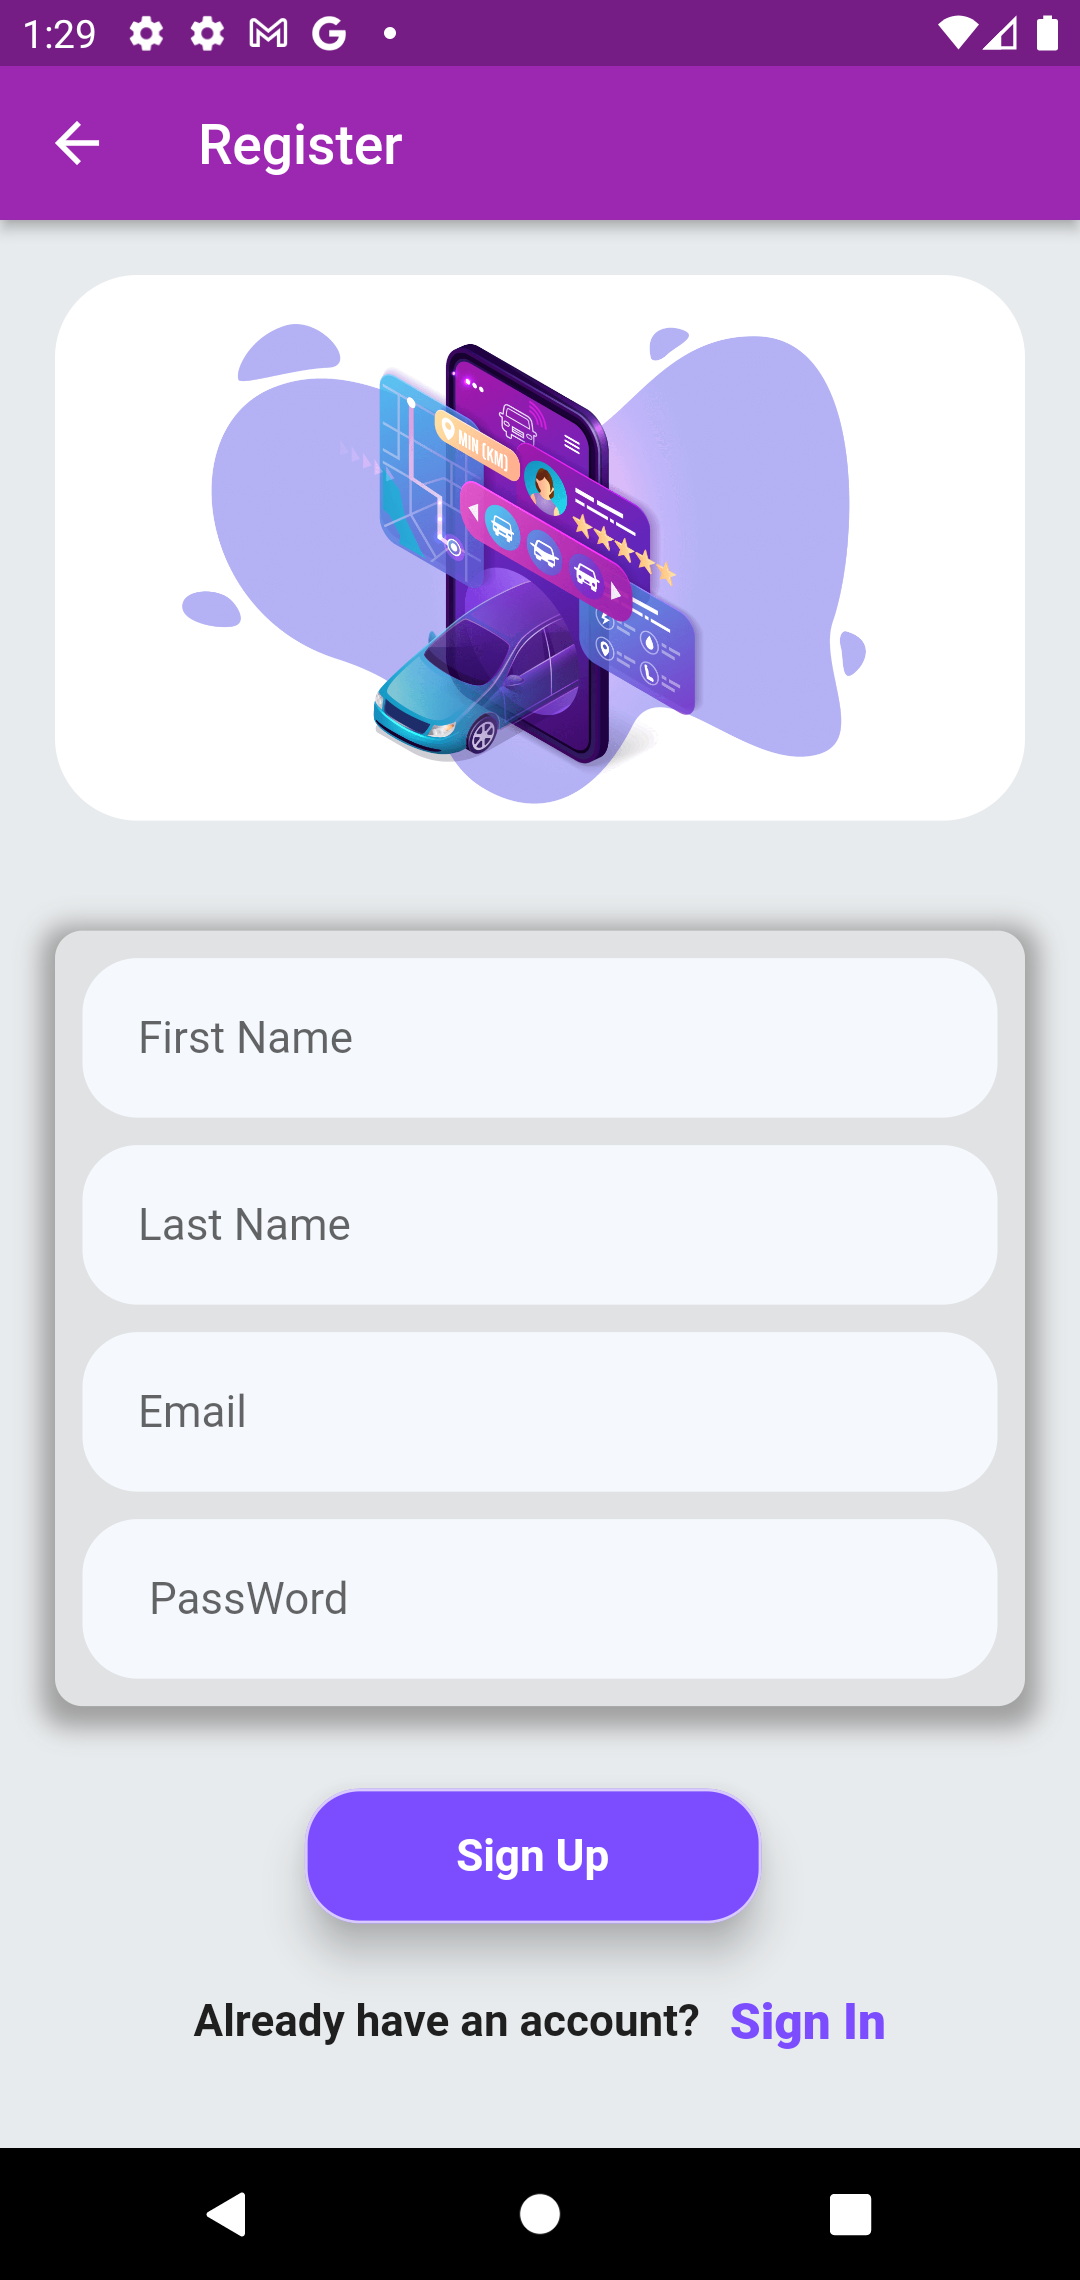 1:29
Register
MIN (KM)
First Name
Last Name
Email
PassWord
Sign Up
Already have an account? Sign In